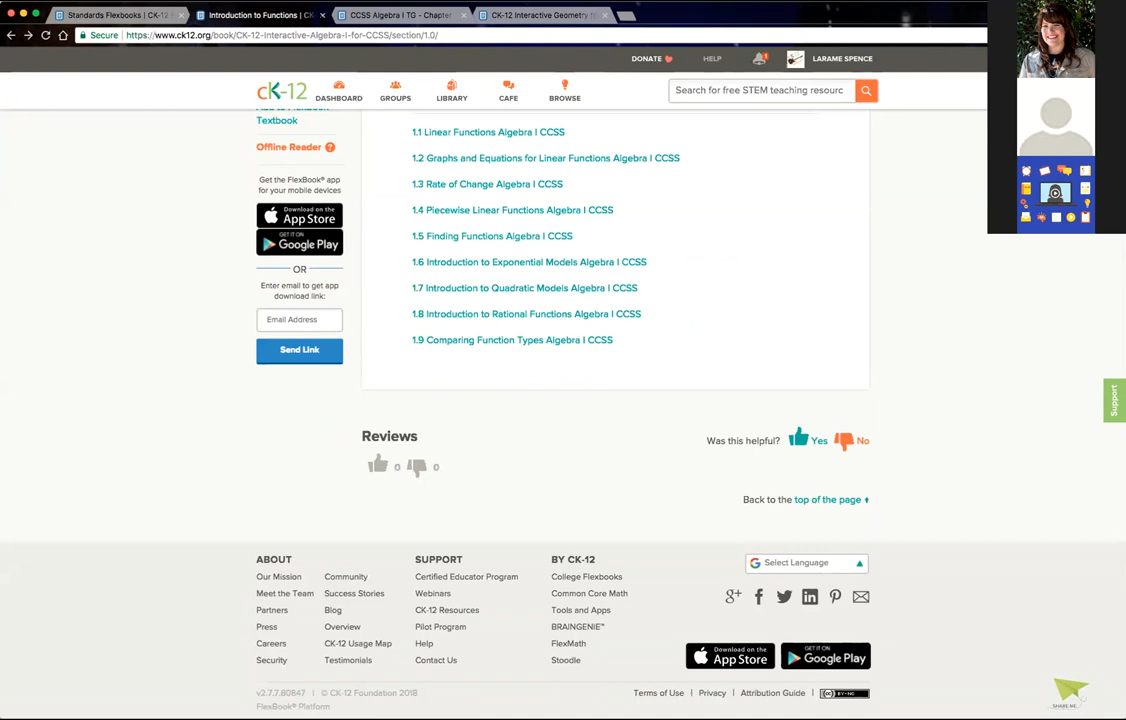 Standards Flexbooks | CK-12
Introduction to Functions | CK-
CCSS Algebra I TG - Chapter
CK-12 Interactive Geometry
Secure
https://www.ck12.org/book/CK-12-Interactive-Algebra-I-for-CCSS/section/1.0/
DONATE
HELP
LARAME SPENCE
cK-12
DASHBOARD
GROUPS
LIBRARY
CAFE
BROWSE
Search for free STEM teaching resourc
Textbook
Offline Reader ?
Get the FlexBook® app
for your mobile devices
Download on the
App Store
GET IT ON
Google Play
OR
Enter email to get app
download link:
Email Address
Send Link
1.1 Linear Functions Algebra I CCSS
1.2 Graphs and Equations for Linear Functions Algebra I CCSS
1.3 Rate of Change Algebra I CCSS
1.4 Piecewise Linear Functions Algebra I CCSS
1.5 Finding Functions Algebra I CCSS
1.6 Introduction to Exponential Models Algebra I CCSS
1.7 Introduction to Quadratic Models Algebra I CCSS
1.8 Introduction to Rational Functions Algebra I CCSS
1.9 Comparing Function Types Algebra I CCSS
Support
Reviews
0
0
Was this helpful?
Yes
No
Back to the top of the page
ABOUT
Our Mission
Meet the Team
Partners
Press
Careers
Security
Community
Success Stories
Blog
Overview
CK-12 Usage Map
Testimonials
SUPPORT
Certified Educator Program
Webinars
CK-12 Resources
Pilot Program
Help
Contact Us
BY CK-12
College Flexbooks
Common Core Math
Tools and Apps
BRAINGENIE™
FlexMath
Stoodle
Select Language
Download on the
App Store
GET IT ON
Google Play
v2.7.7.80847 | © CK-12 Foundation 2018
FlexBook® Platform
Terms of Use | Privacy | Attribution Guide |
SHARE ME